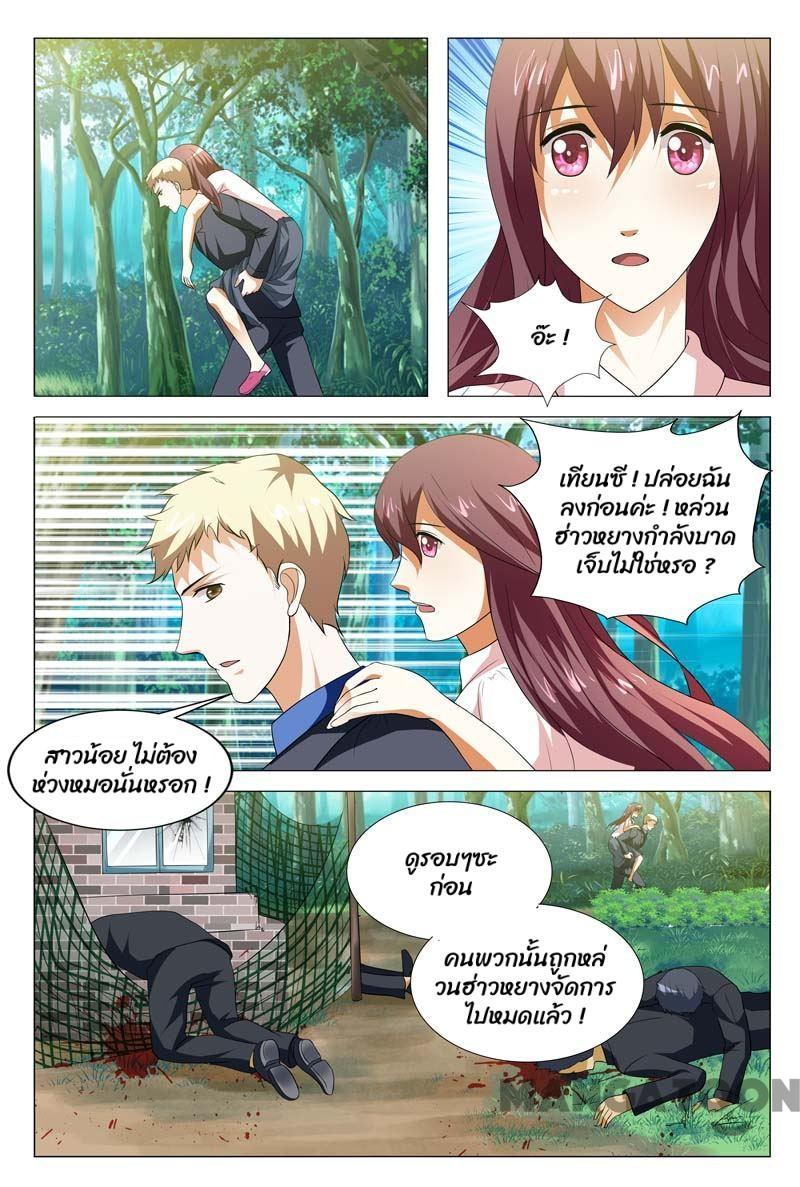 อ๊ะ !
เทียนซี ! ปล่อยฉัน
ลงก่อนค่ะ ! หล่วน
ฮ่าวหยางกำลังบาด
เจ็บไม่ใช่หรอ ?
สาวน้อย ไม่ต้อง
ห่วงหมอนั่นหรอก !
ดูรอบๆซะ
ก่อน
คนพวกนั้นถูกหล่
วนฮ่าวหยางจัดการ
ไปหมดแล้ว !
MANGATOON